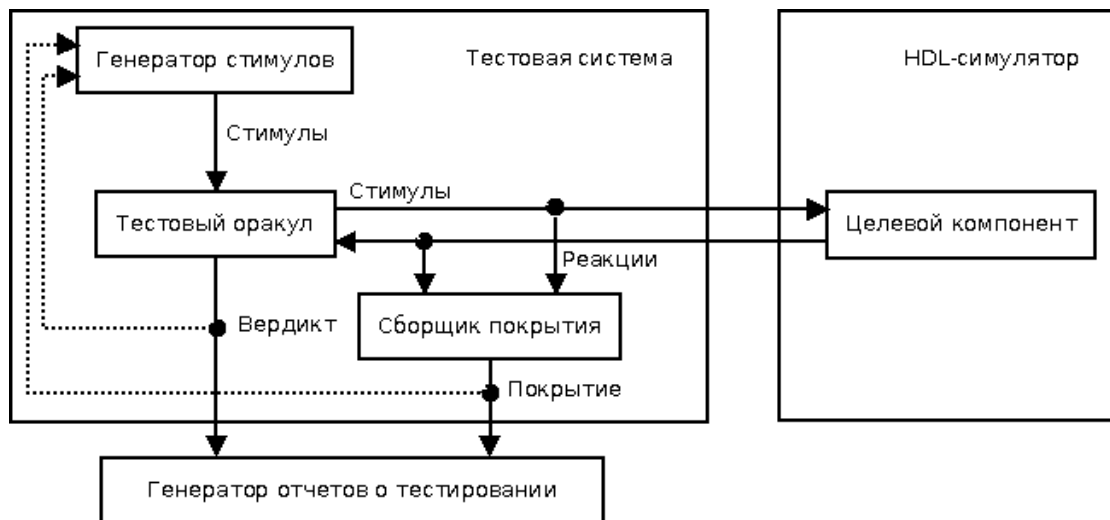 Генератор стимулов
Тестовая система
HDL-симулятор
Стимулы
Стимулы
Тестовый оракул
Целевой компонент
Реакции
Вердикт
Сборщик покрытия
Покрытие
Генератор отчетов о тестировании